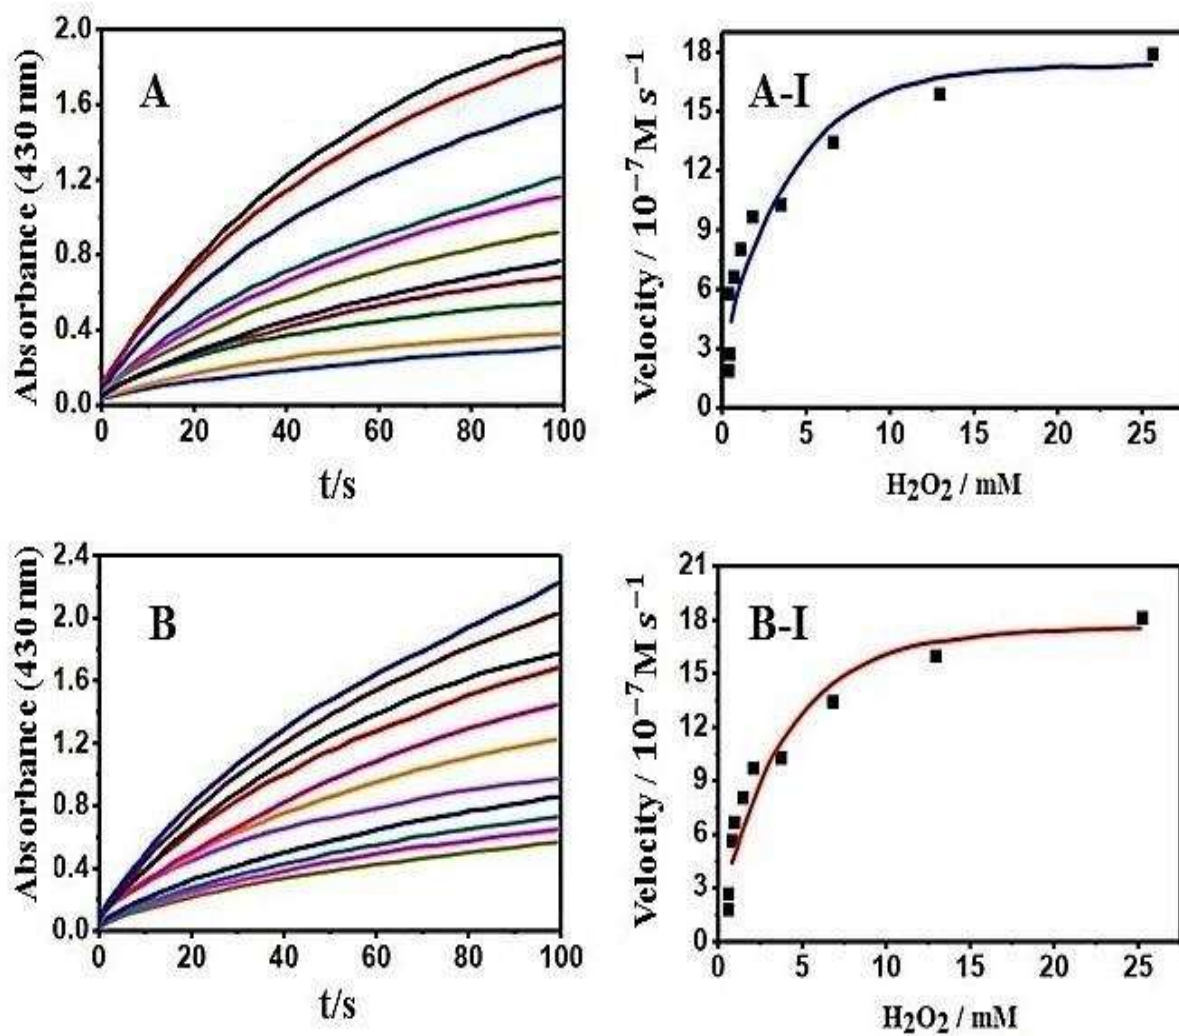 A
Absorbance (430 nm)
2.0
1.6
1.2
0.8
0.4
0.0
0 20 40 60 80 100
t/s
A-I
Velocity / 10⁻⁷M s⁻¹
18
15
12
9
6
3
0
0 5 10 15 20 25
H₂O₂ / mM
B
Absorbance (430 nm)
2.4
2.0
1.6
1.2
0.8
0.4
0.0
0 20 40 60 80 100
t/s
B-I
Velocity / 10⁻⁷M s⁻¹
21
18
15
12
9
6
3
0
0 5 10 15 20 25
H₂O₂ / mM